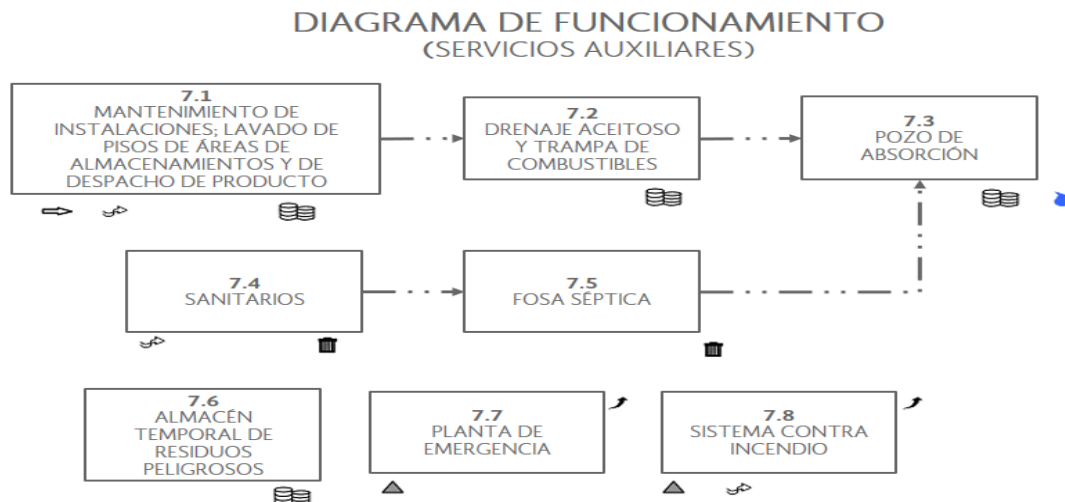 DIAGRAMA DE FUNCIONAMIENTO
(SERVICIOS AUXILIARES)
7.1
MANTENIMIENTO DE
INSTALACIONES; LAVADO DE
PISOS DE ÁREAS DE
ALMACENAMIENTOS Y DE
DESPACHO DE PRODUCTO
7.2
DRENAJE ACEITOSO
Y TRAMPA DE
COMBUSTIBLES
7.3
POZO DE
ABSORCIÓN
7.4
SANITARIOS
7.5
FOSA SÉPTICA
7.6
ALMACÉN
TEMPORAL DE
RESIDUOS
PELIGROSOS
7.7
PLANTA DE
EMERGENCIA
7.8
SISTEMA CONTRA
INCENDIO